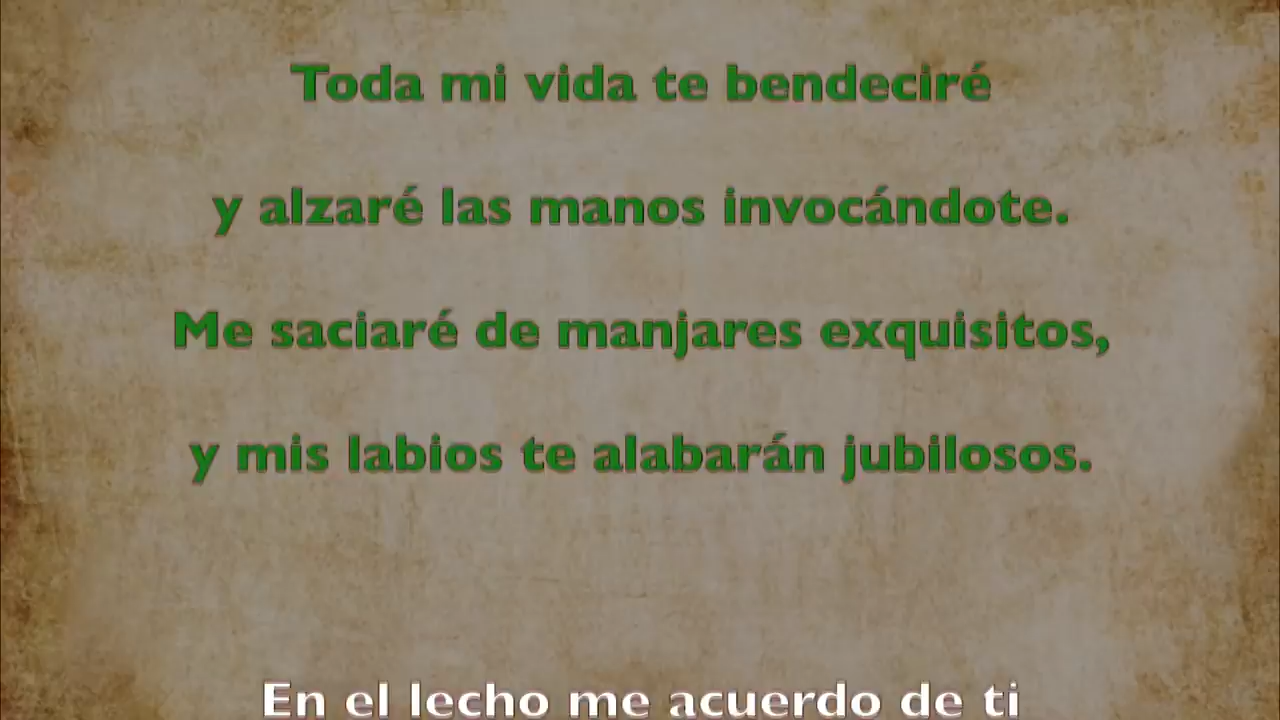 Toda mi vida te bendeciré
y alzaré las manos invocándote.
Me saciaré de manjares exquisitos,
y mis labios te alabarán jubilosos.
En el lecho me acuerdo de ti